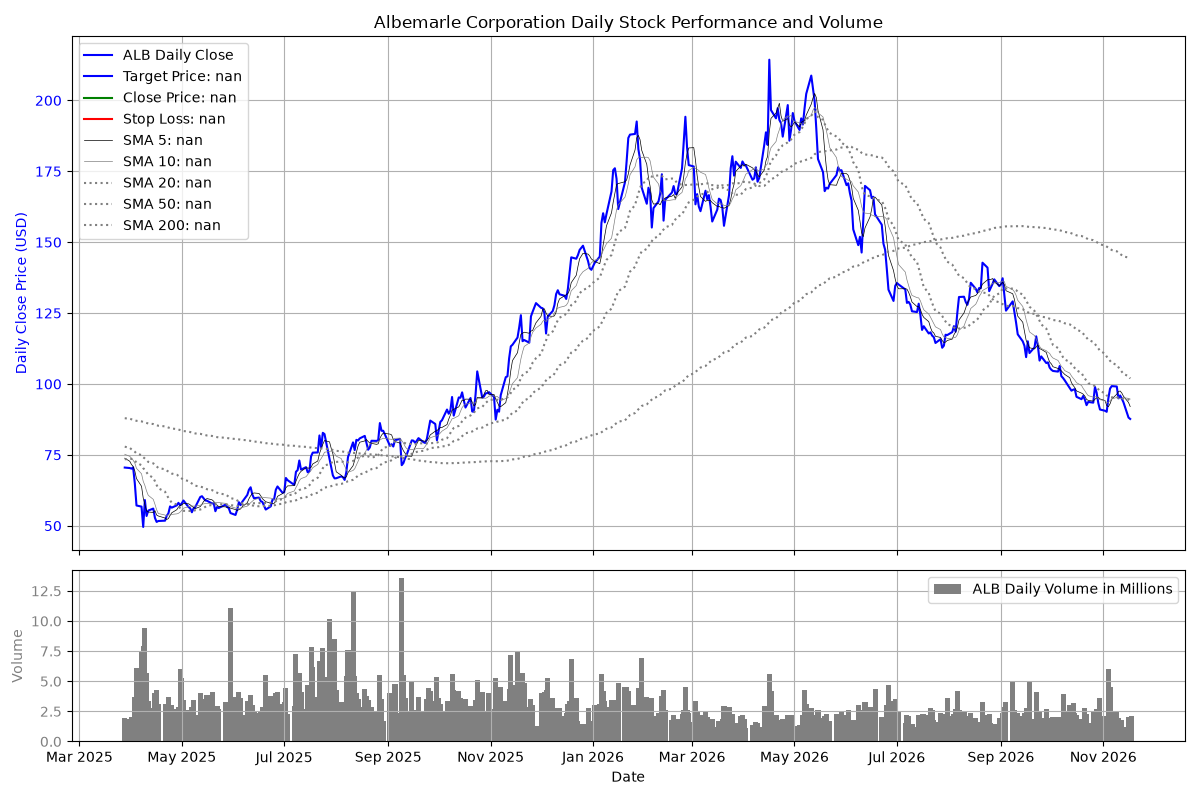 Albemarle Corporation Daily Stock Performance and Volume
ALB Daily Close
Target Price: nan
Close Price: nan
Stop Loss: nan
SMA 5: nan
SMA 10: nan
SMA 20: nan
SMA 50: nan
SMA 200: nan
Daily Close Price (USD)
200
175
150
125
100
75
50
ALB Daily Volume in Millions
Volume
12.5
10.0
7.5
5.0
2.5
0.0
Mar 2025
May 2025
Jul 2025
Sep 2025
Nov 2025
Jan 2026
Mar 2026
May 2026
Jul 2026
Sep 2026
Nov 2026
Date